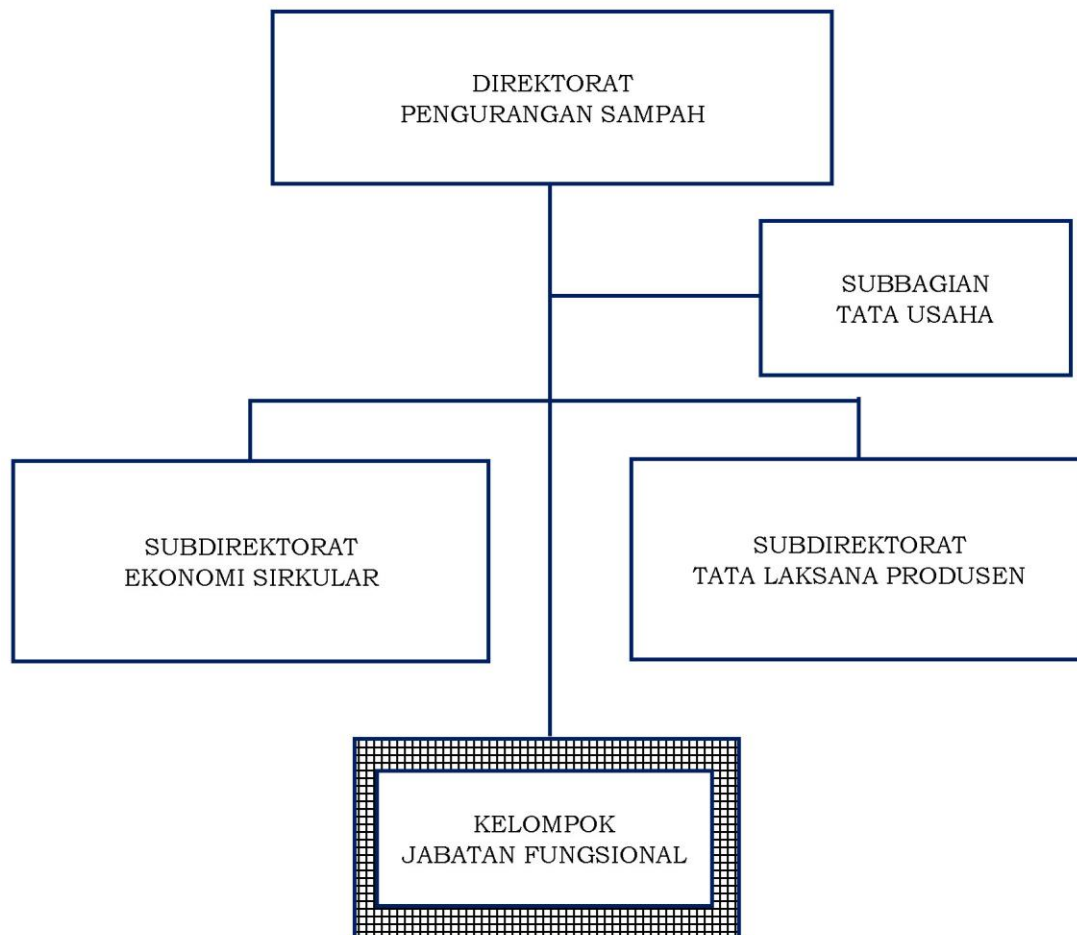 DIREKTORAT
PENGURANGAN SAMPAH
SUBBAGIAN
TATA USAHA
SUBDIREKTORAT
EKONOMI SIRKULAR
SUBDIREKTORAT
TATA LAKSANA PRODUSEN
KELOMPOK
JABATAN FUNGSIONAL